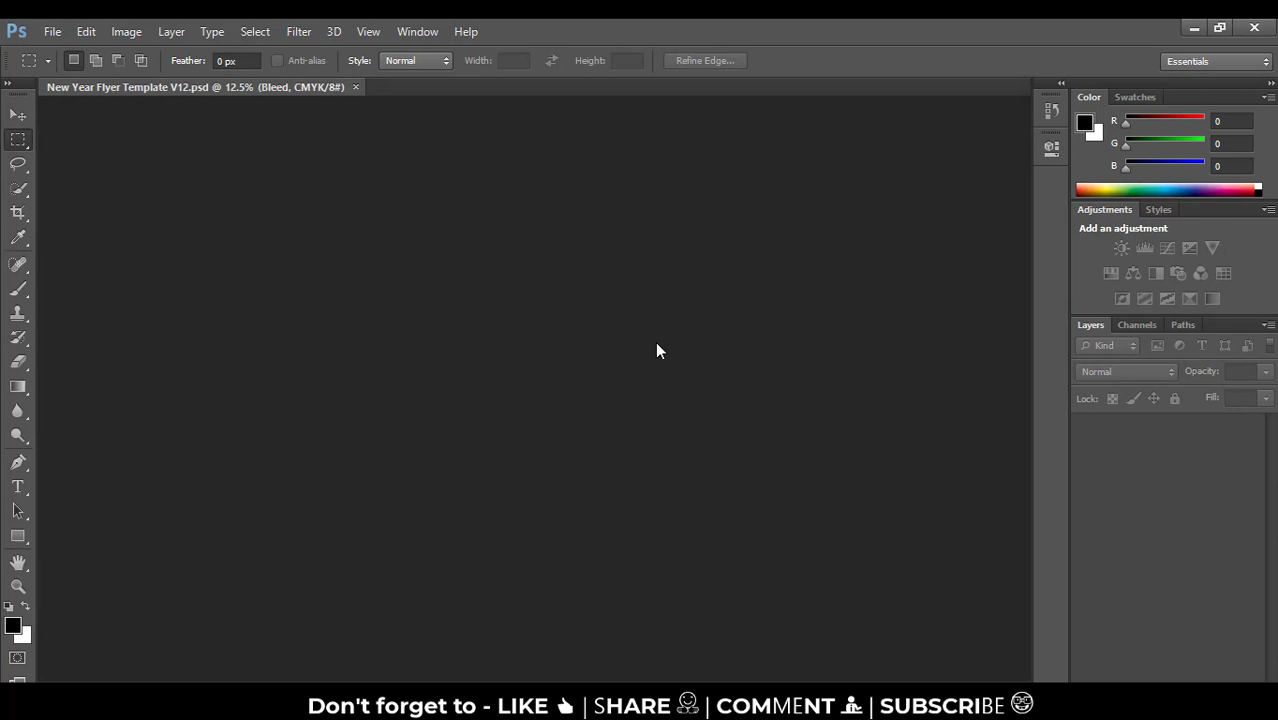 Ps File Edit Image Layer Type Select Filter 3D View Window Help
Feather: 0 px Anti-alias Style: Normal Width: Height: Refine Edge... Essentials
New Year Flyer Template V12.psd @ 12.5% (Bleed, CMYK/8#) ×
Color Swatches
R 0
G 0
B 0
Adjustments Styles
Add an adjustment
Layers Channels Paths
Kind
Normal Opacity:
Lock: Fill:
Don't forget to - LIKE | SHARE | COMMENT | SUBSCRIBE